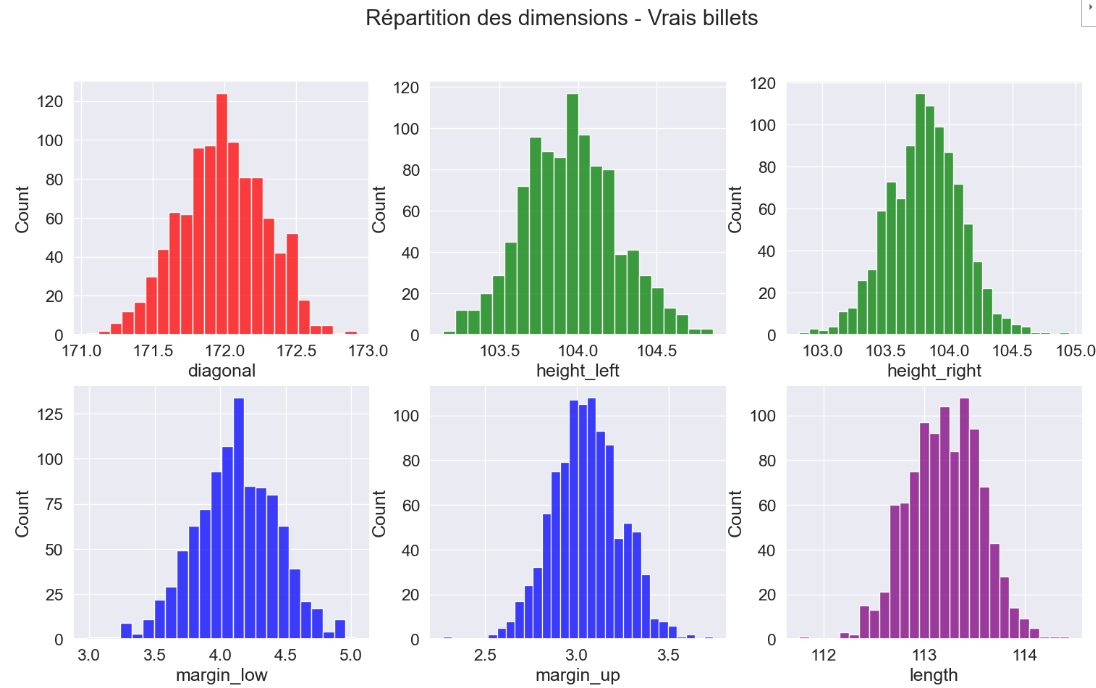 Répartition des dimensions - Vrais billets
Count
120
100
80
60
40
20
0
171.0 171.5 172.0 172.5 173.0
diagonal
Count
120
100
80
60
40
20
0
103.5 104.0 104.5
height_left
Count
120
100
80
60
40
20
0
103.0 103.5 104.0 104.5 105.0
height_right
Count
125
100
75
50
25
0
3.0 3.5 4.0 4.5 5.0
margin_low
Count
100
80
60
40
20
0
2.5 3.0 3.5
margin_up
Count
100
80
60
40
20
0
112 113 114
length